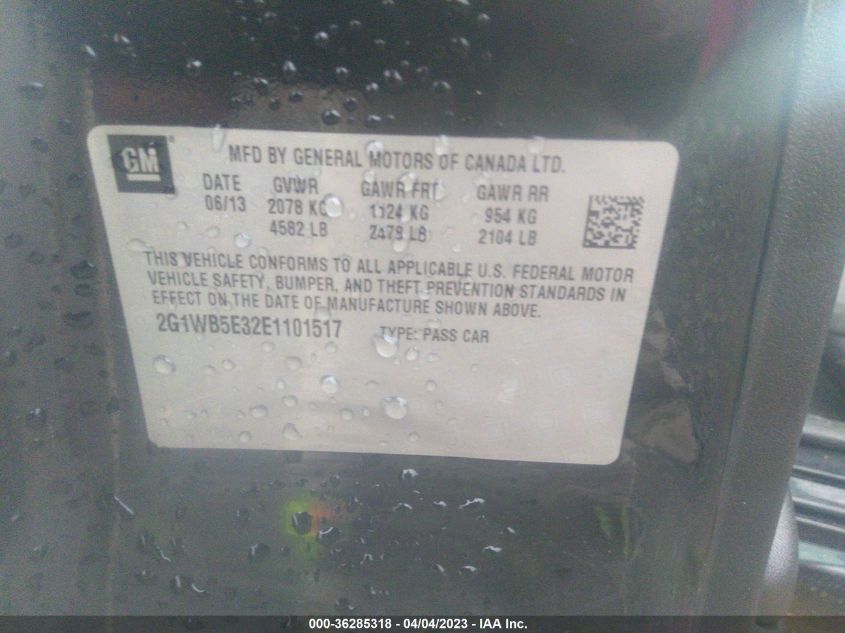 GM®
MFD BY GENERAL MOTORS OF CANADA LTD.
DATE GVWR GAWR FRT GAWR RR
06/13 2078 KG 1124 KG 954 KG
4582 LB 2478 LB 2104 LB
THIS VEHICLE CONFORMS TO ALL APPLICABLE U.S. FEDERAL MOTOR
VEHICLE SAFETY, BUMPER, AND THEFT PREVENTION STANDARDS IN
EFFECT ON THE DATE OF MANUFACTURE SHOWN ABOVE.
2G1WB5E32E1101517 TYPE: PASS CAR
000-36285318 - 04/04/2023 - IAA Inc.